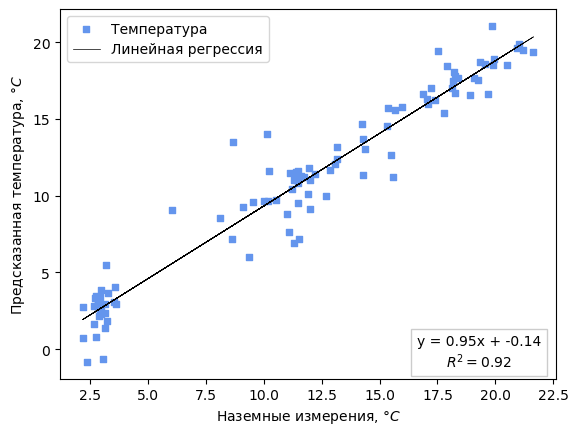 Температура
Линейная регрессия
20
15
10
5
0
Предсказанная температура, °C
y = 0.95x + -0.14
R² = 0.92
2.5 5.0 7.5 10.0 12.5 15.0 17.5 20.0 22.5
Наземные измерения, °C